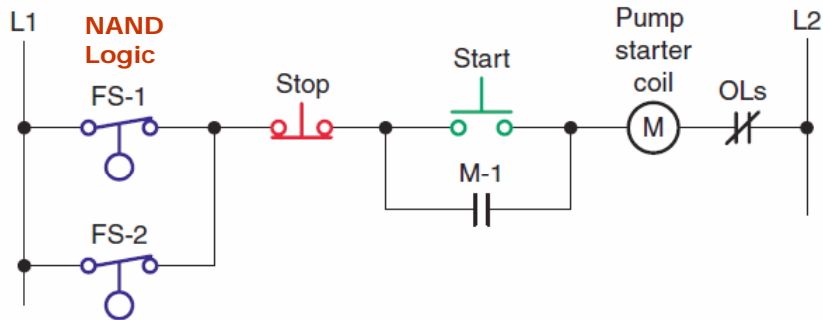 L1
NAND
Logic
FS-1
Stop
Start
Pump
starter
coil
OLs
L2
M
M-1
FS-2